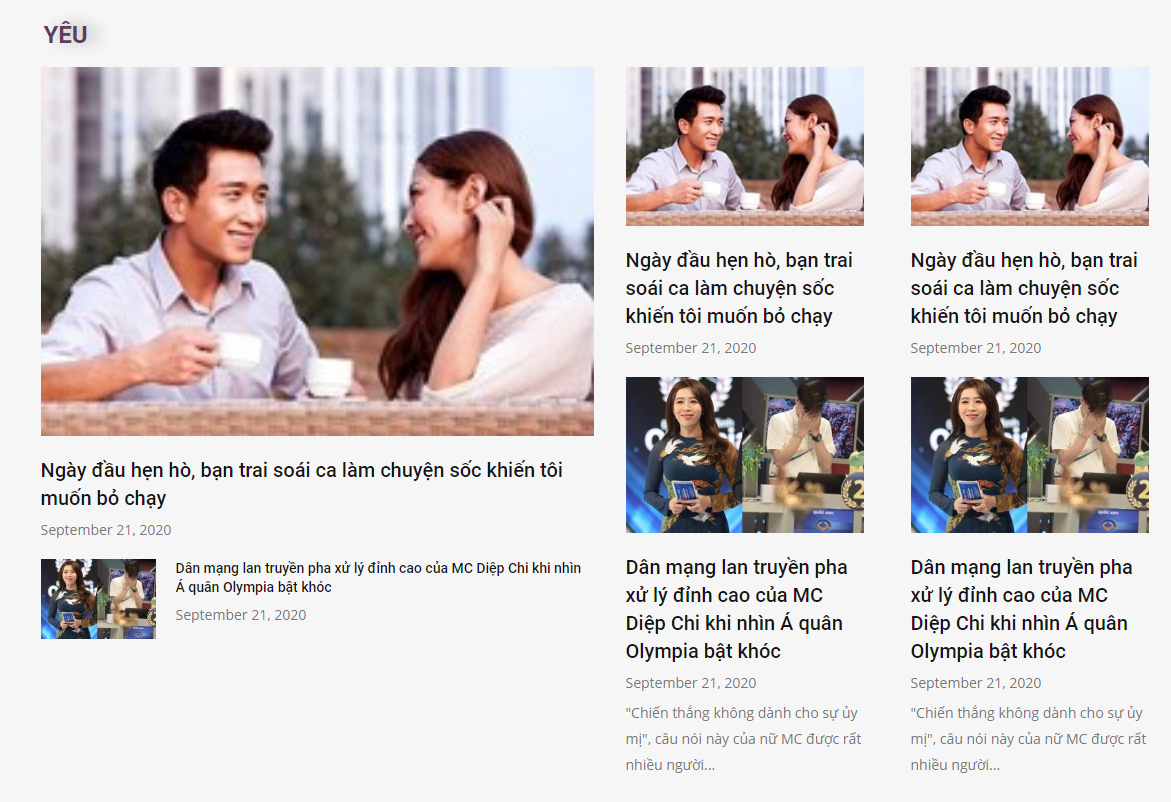 YÊU
Ngày đầu hẹn hò, bạn trai soái ca làm chuyện sốc khiến tôi
muốn bỏ chạy
September 21, 2020
Dân mạng lan truyền pha xử lý đỉnh cao của MC Diệp Chi khi nhìn
Á quân Olympia bật khóc
September 21, 2020
Ngày đầu hẹn hò, bạn trai
soái ca làm chuyện sốc
khiến tôi muốn bỏ chạy
September 21, 2020
Dân mạng lan truyền pha
xử lý đỉnh cao của MC
Diệp Chi khi nhìn Á quân
Olympia bật khóc
September 21, 2020
"Chiến thắng không dành cho sự ủy
mị", câu nói này của nữ MC được rất
nhiều người...
Ngày đầu hẹn hò, bạn trai
soái ca làm chuyện sốc
khiến tôi muốn bỏ chạy
September 21, 2020
Dân mạng lan truyền pha
xử lý đỉnh cao của MC
Diệp Chi khi nhìn Á quân
Olympia bật khóc
September 21, 2020
"Chiến thắng không dành cho sự ủy
mị", câu nói này của nữ MC được rất
nhiều người...